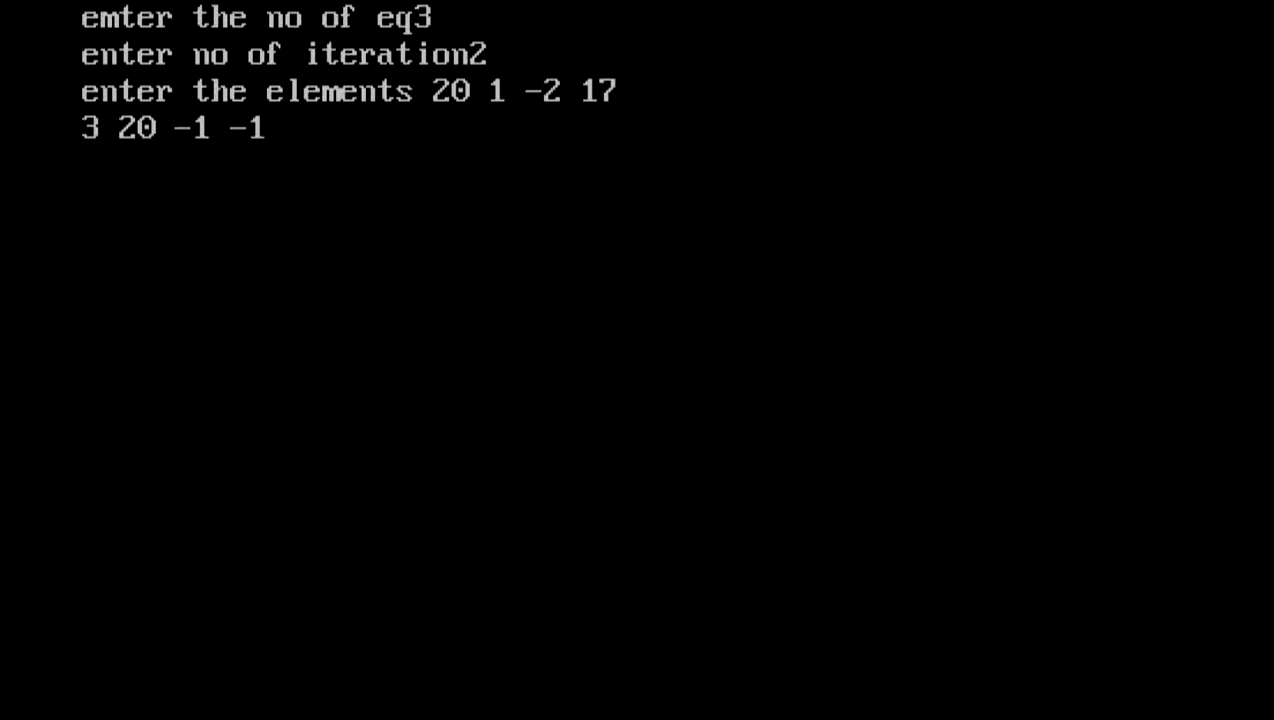 emter the no of eq3
enter no of iteration2
enter the elements 20 1 -2 17
3 20 -1 -1